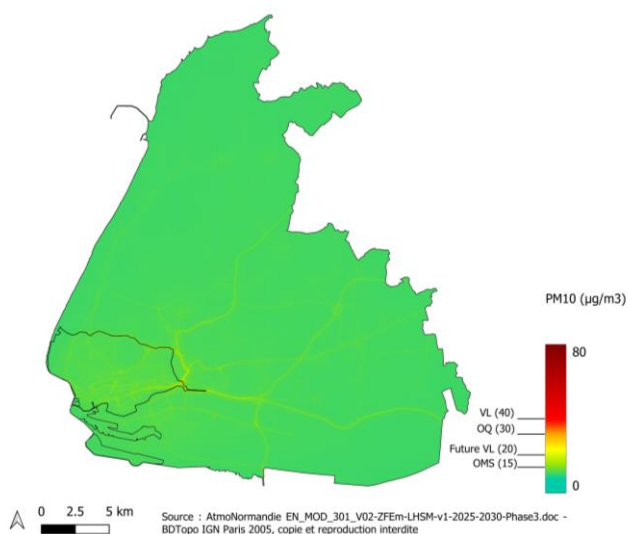 PM10 (µg/m3)
80
VL (40)
OQ (30)
Future VL (20)
OMS (15)
0
0 2.5 5 km
Source : AtmoNormandie EN_MOD_301_V02-ZFEm-LHSM-v1-2025-2030-Phase3.doc -
BDTopo IGN Paris 2005, copie et reproduction interdite